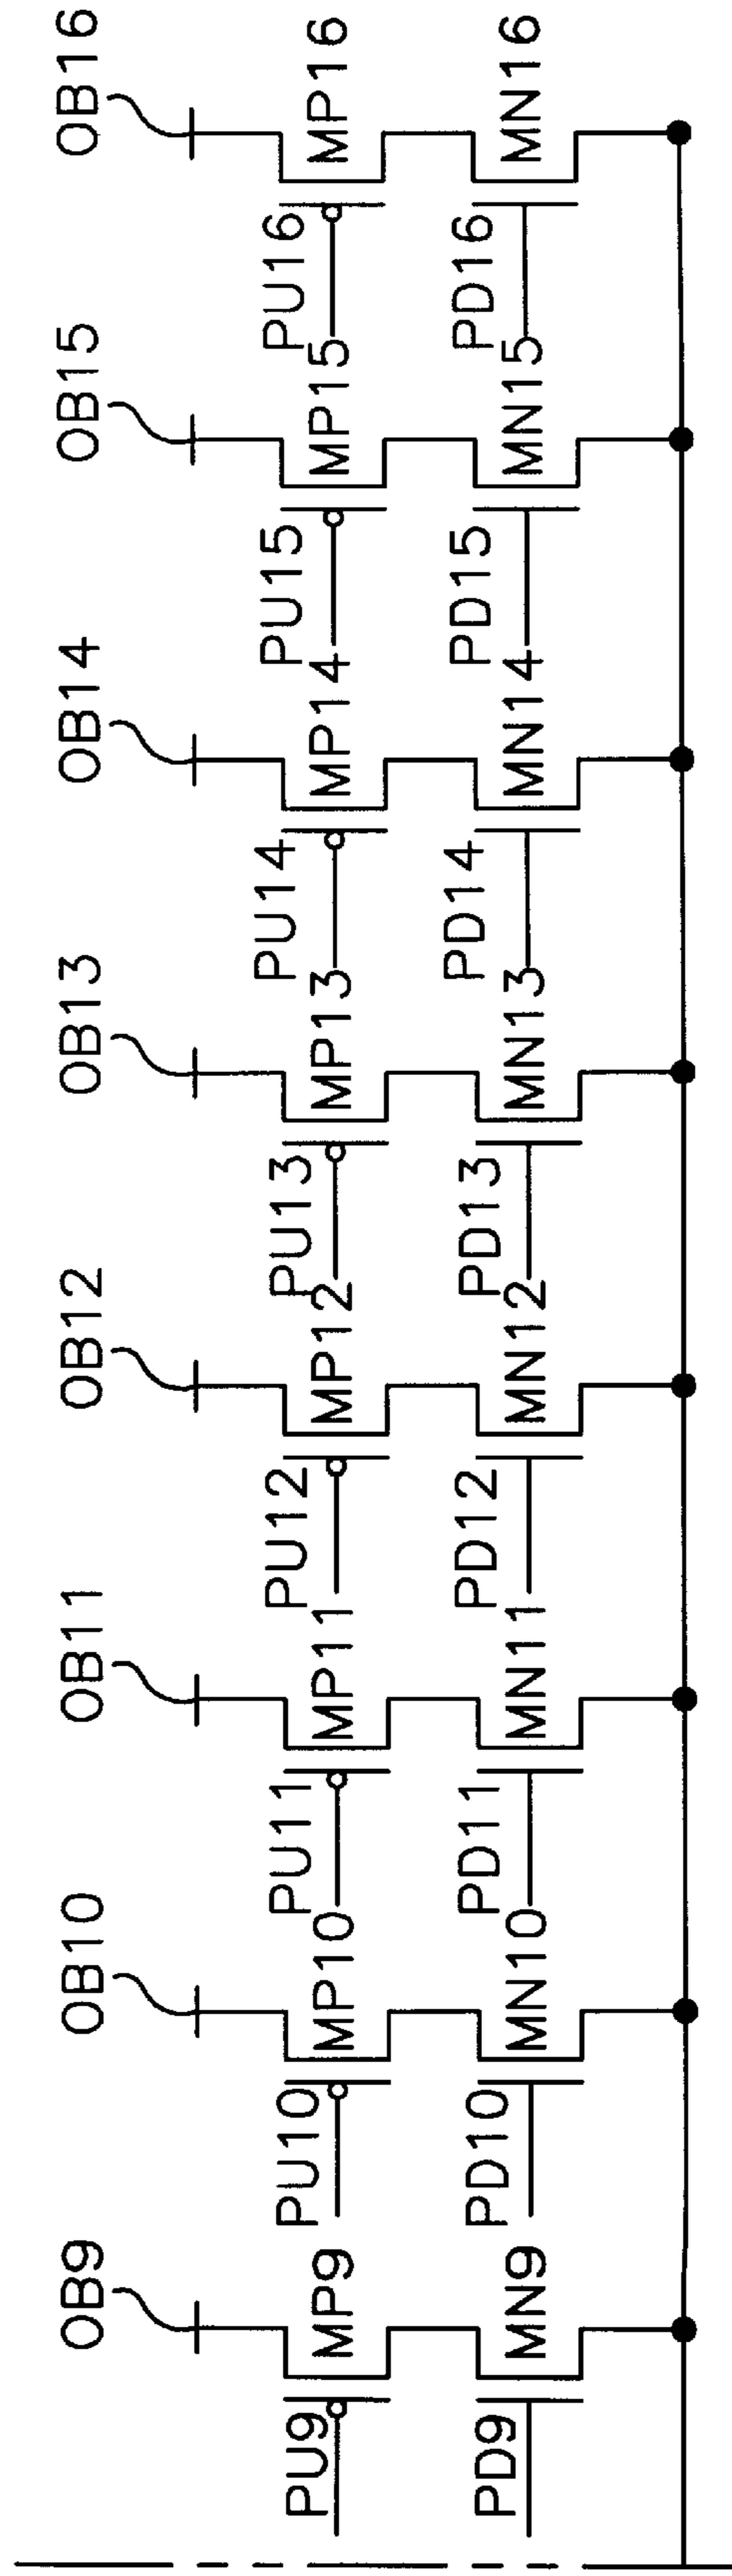 OB9 OB10 OB11 OB12 OB13 OB14 OB15 OB16
PU9 PU10 PU11 PU12 PU13 PU14 PU15 PU16
MP9 MP10 MP11 MP12 MP13 MP14 MP15 MP16
PD9 PD10 PD11 PD12 PD13 PD14 PD15 PD16
MN9 MN10 MN11 MN12 MN13 MN14 MN15 MN16